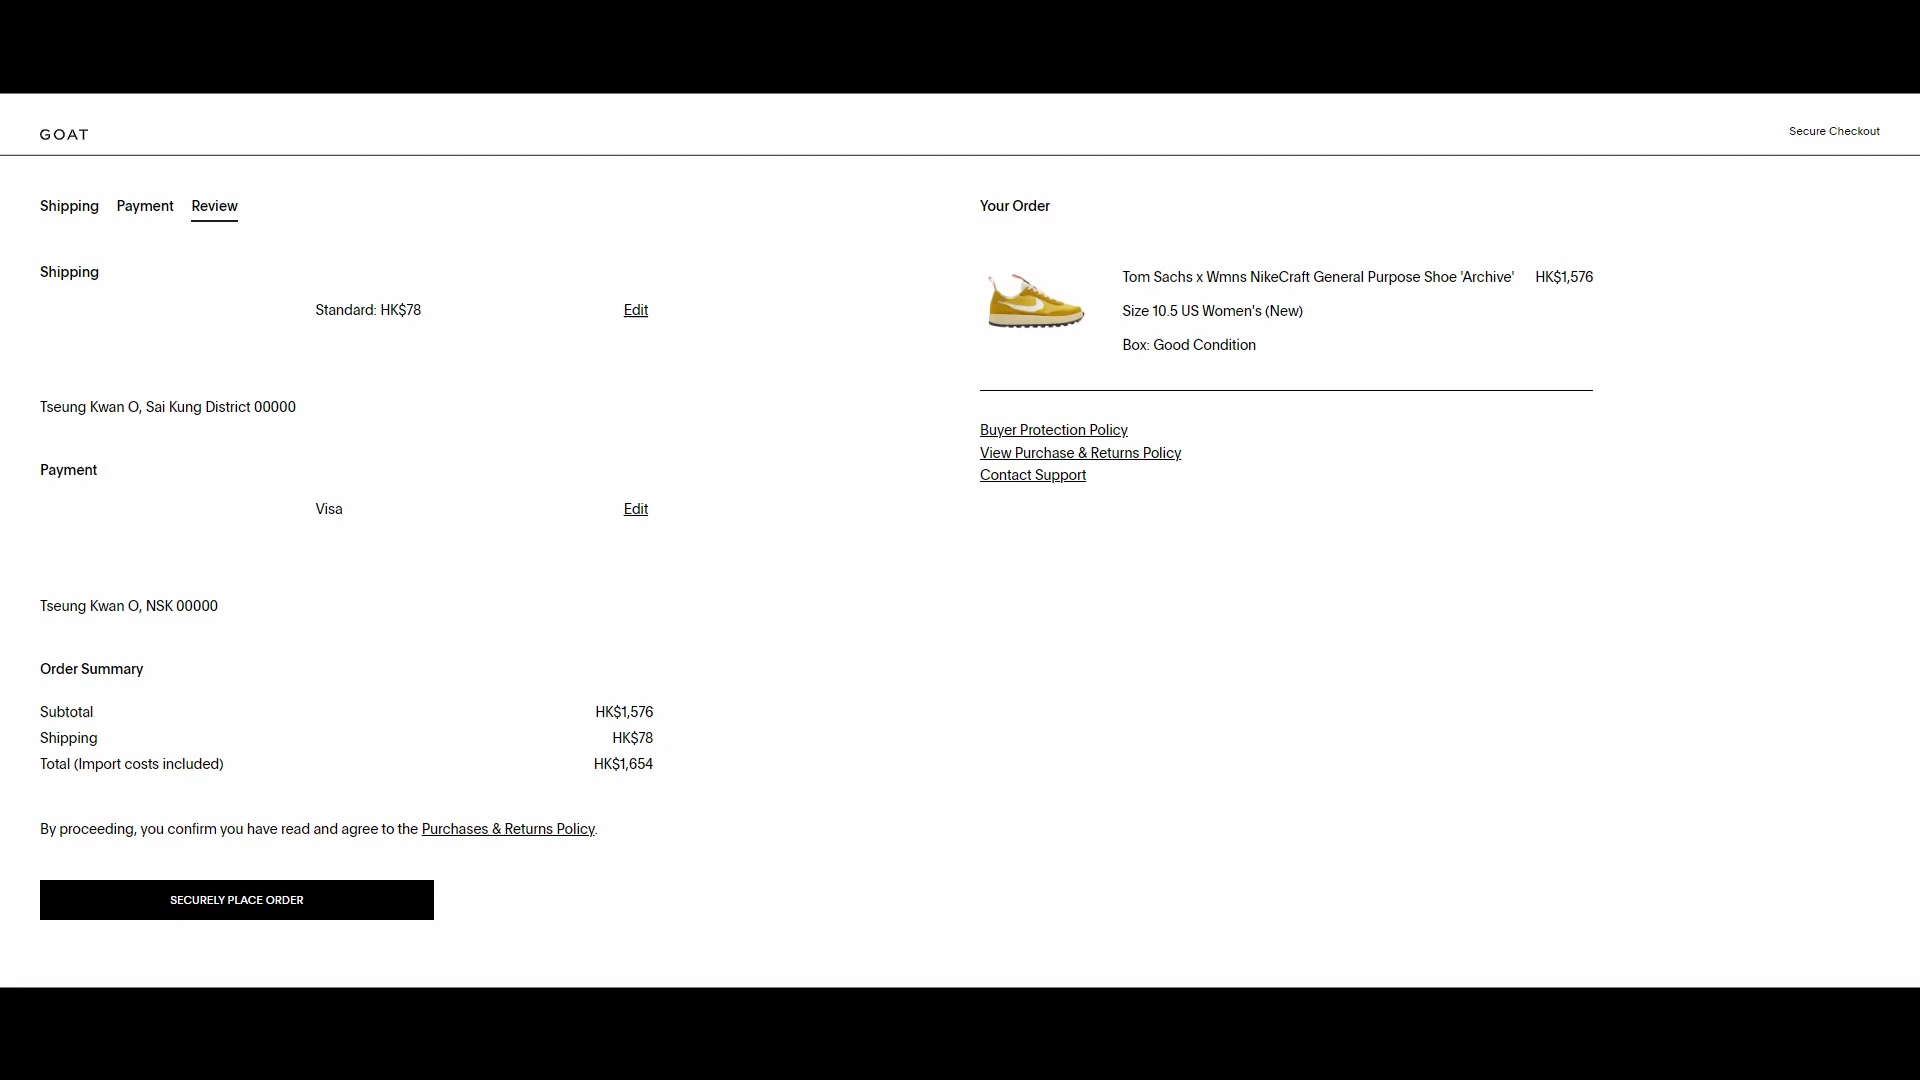 GOAT
Secure Checkout
Shipping Payment Review
Shipping
Standard: HK$78 Edit
Tseung Kwan O, Sai Kung District 00000
Payment
Visa Edit
Tseung Kwan O, NSK 00000
Order Summary
Subtotal HK$1,576
Shipping HK$78
Total (Import costs included) HK$1,654
By proceeding, you confirm you have read and agree to the Purchases & Returns Policy.
SECURELY PLACE ORDER
Your Order
Tom Sachs x Wmns NikeCraft General Purpose Shoe 'Archive' HK$1,576
Size 10.5 US Women's (New)
Box: Good Condition
Buyer Protection Policy
View Purchase & Returns Policy
Contact Support